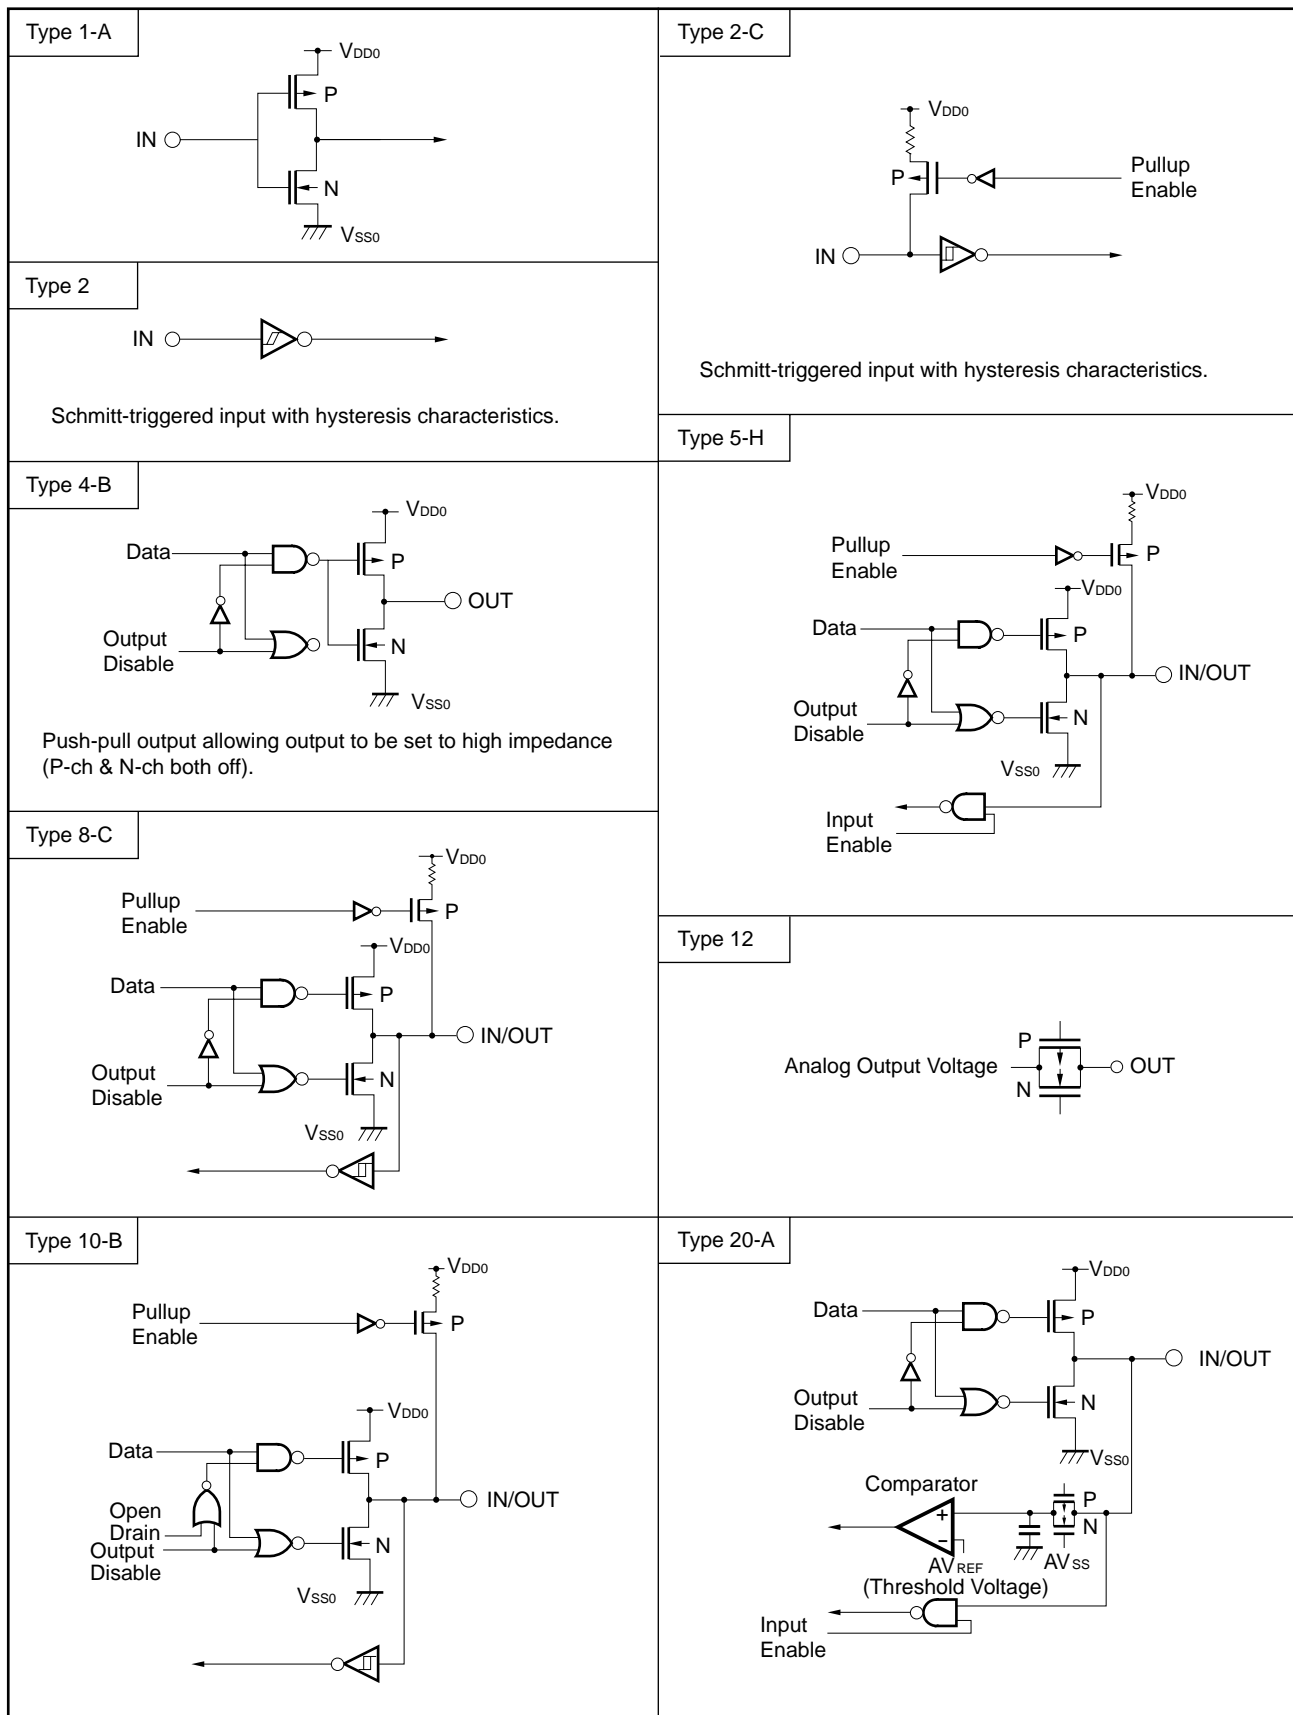 Type 1-A
VDD0
P
IN
N
VSS0
Type 2
IN
Schmitt-triggered input with hysteresis characteristics.
Type 4-B
VDD0
Data
P
OUT
Output
Disable
N
VSS0
Push-pull output allowing output to be set to high impedance
(P-ch & N-ch both off).
Type 8-C
VDD0
Pullup
Enable
P
VDD0
Data
P
IN/OUT
Output
Disable
N
VSS0
Type 10-B
VDD0
Pullup
Enable
P
VDD0
Data
P
IN/OUT
Open
Drain
Output
Disable
N
VSS0
Type 2-C
VDD0
P
Pullup
Enable
IN
Schmitt-triggered input with hysteresis characteristics.
Type 5-H
VDD0
Pullup
Enable
P
VDD0
Data
P
IN/OUT
Output
Disable
N
VSS0
Input
Enable
Type 12
P
Analog Output Voltage
OUT
N
Type 20-A
VDD0
Data
P
IN/OUT
Output
Disable
N
VSS0
Comparator
P
+
N
−
AVREF
AVSS
(Threshold Voltage)
Input
Enable